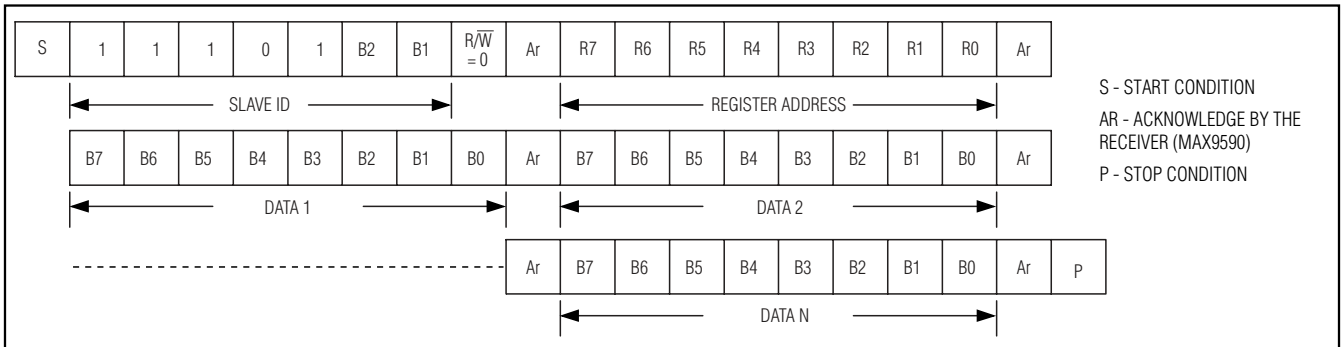 S 1 1 1 0 1 B2 B1 R/W̅ = 0 Ar R7 R6 R5 R4 R3 R2 R1 R0 Ar
SLAVE ID REGISTER ADDRESS
B7 B6 B5 B4 B3 B2 B1 B0 Ar B7 B6 B5 B4 B3 B2 B1 B0 Ar
DATA 1 DATA 2
Ar B7 B6 B5 B4 B3 B2 B1 B0 Ar P
DATA N
S - START CONDITION
AR - ACKNOWLEDGE BY THE
RECEIVER (MAX9590)
P - STOP CONDITION